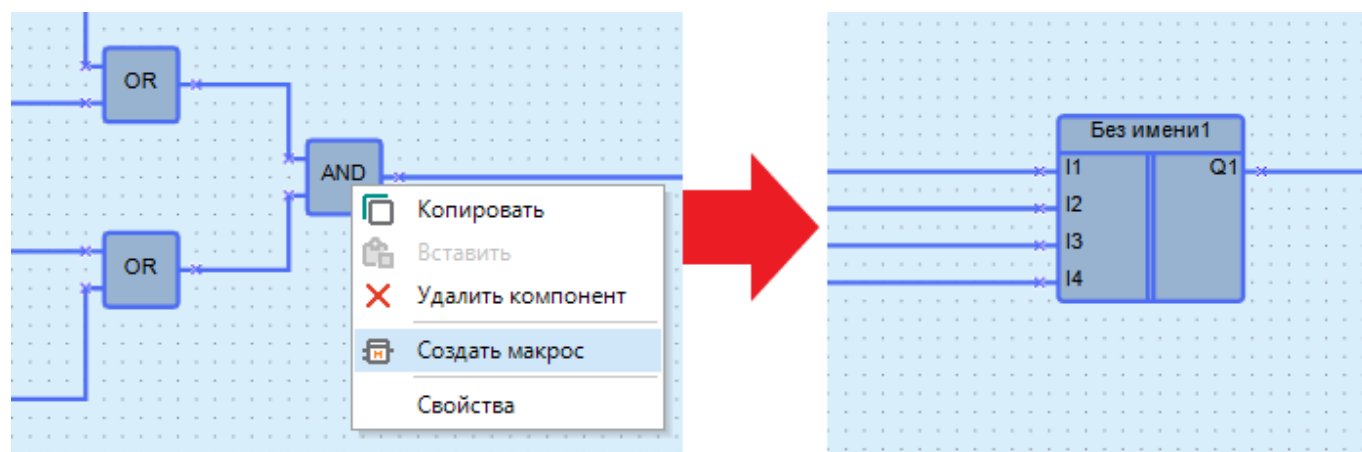 OR
AND
OR
Копировать
Вставить
Удалить компонент
Создать макрос
Свойства
Без имени1
I1 Q1
I2
I3
I4